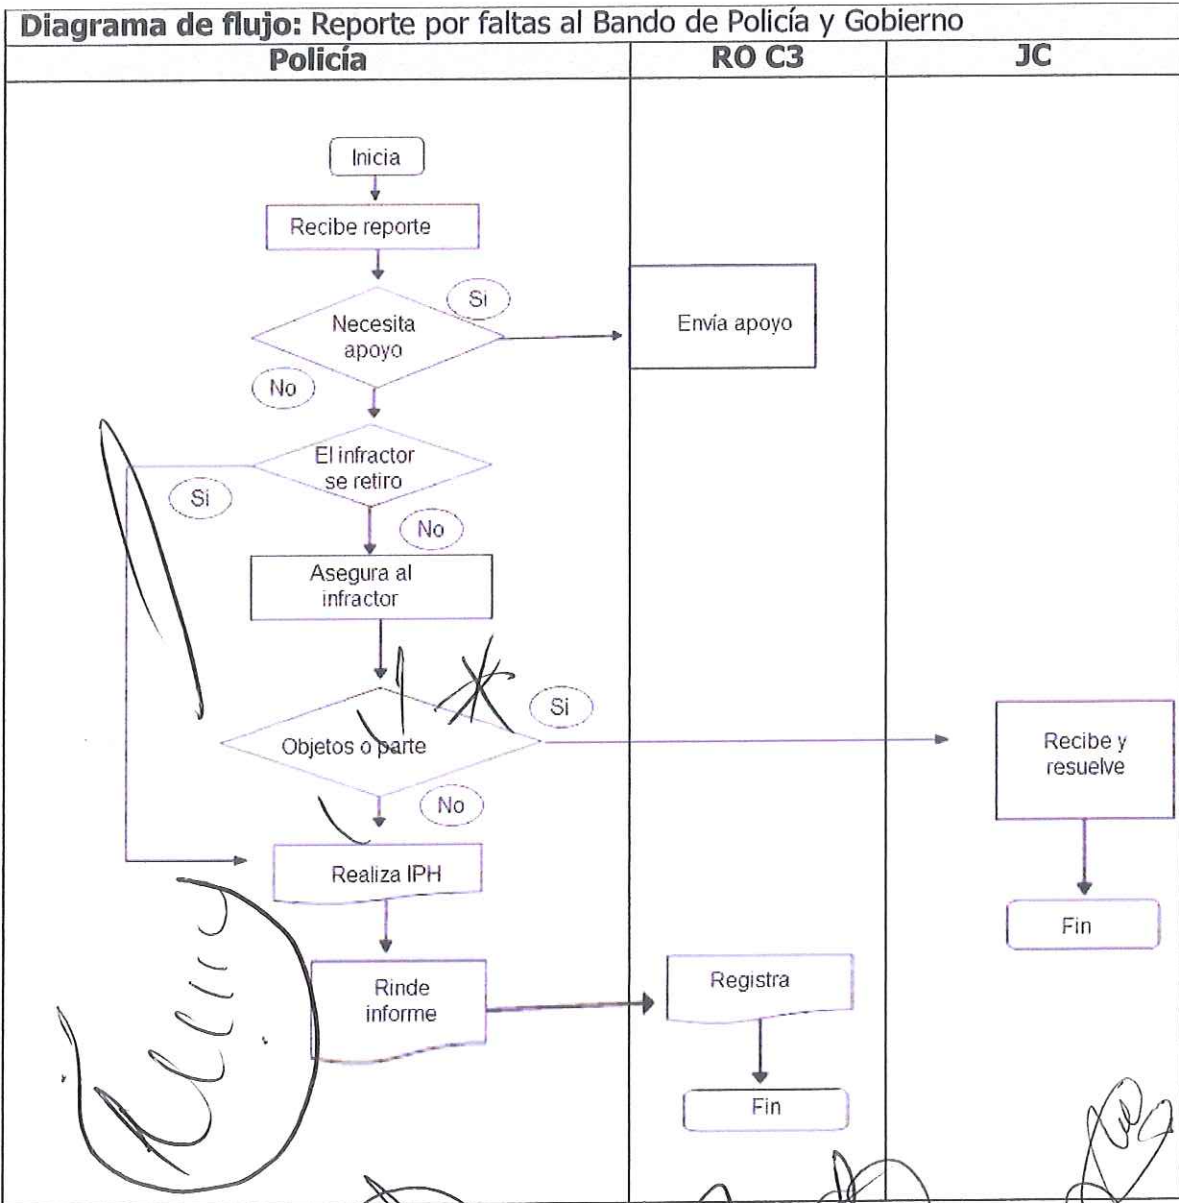 Diagrama de flujo: Reporte por faltas al Bando de Policía y Gobierno
Policía
RO C3
JC
Inicia
Recibe reporte
Si
Necesita
apoyo
Envía apoyo
No
El infractor
se retiro
Si
No
Asegura al
infractor
Si
Objetos o parte
Recibe y
resuelve
No
Realiza IPH
Fin
Rinde
informe
Registra
Fin